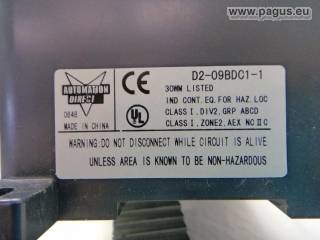 www.pagus.eu
AUTOMATION
DIRECT
CE
D2-09BDC1-1
30MM LISTED
0848
IND CONT. EQ. FOR HAZ. LOC
CLASS I, DIV2, GRP ABCD
UL
MADE IN CHINA
CLASS I, ZONE2, AEX NC II C
WARNING: DO NOT DISCONNECT WHILE CIRCUIT IS ALIVE
UNLESS AREA IS KNOWN TO BE NON-HAZARDOUS